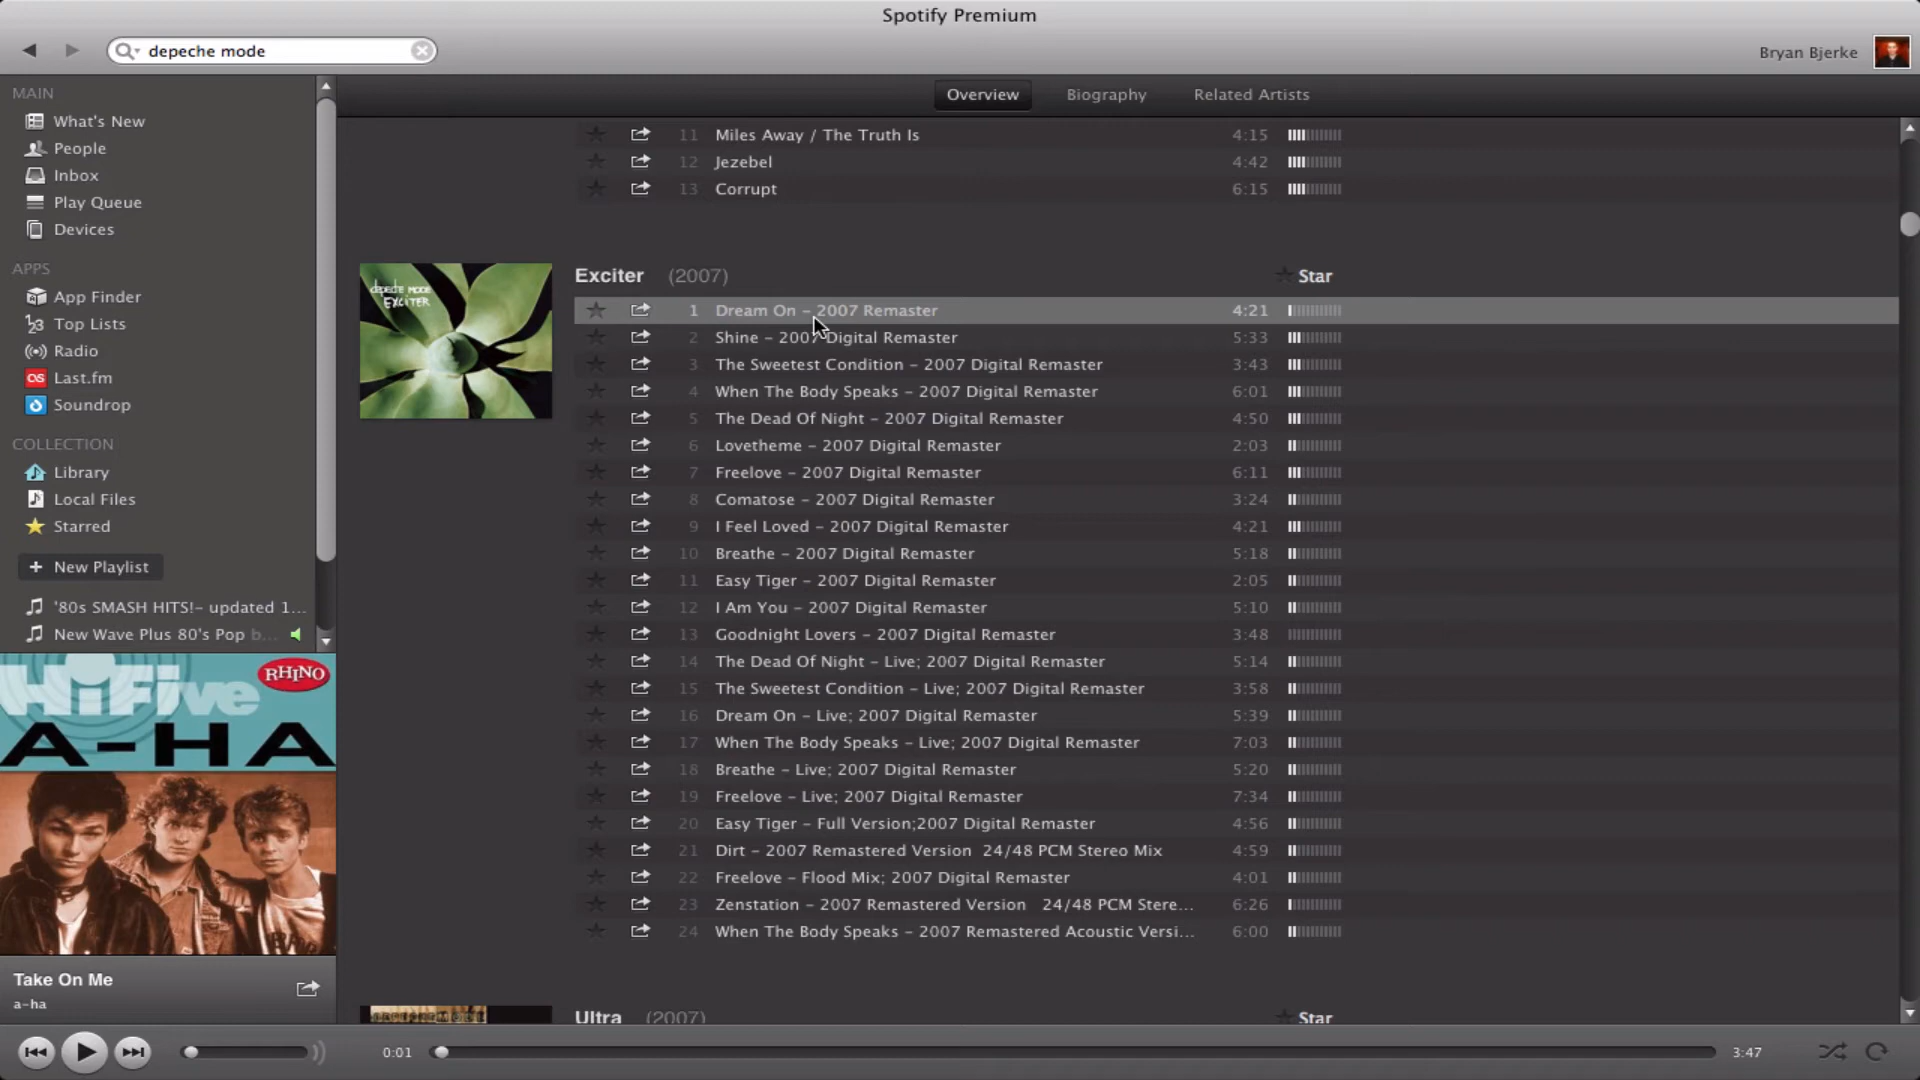 Spotify Premium
depeche mode
Bryan Bjerke
MAIN
What's New
People
Inbox
Play Queue
Devices
APPS
App Finder
Top Lists
Radio
Last.fm
Soundrop
COLLECTION
Library
Local Files
Starred
+ New Playlist
'80s SMASH HITS!– updated 1...
New Wave Plus 80's Pop b...
HiFive
RHINO
A-HA
Take On Me
a-ha
Overview
Biography
Related Artists
11 Miles Away / The Truth Is 4:15
12 Jezebel 4:42
13 Corrupt 6:15
depeche MODE
EXCITER
Exciter (2007) Star
1 Dream On – 2007 Remaster 4:21
2 Shine – 2007 Digital Remaster 5:33
3 The Sweetest Condition – 2007 Digital Remaster 3:43
4 When The Body Speaks – 2007 Digital Remaster 6:01
5 The Dead Of Night – 2007 Digital Remaster 4:50
6 Lovetheme – 2007 Digital Remaster 2:03
7 Freelove – 2007 Digital Remaster 6:11
8 Comatose – 2007 Digital Remaster 3:24
9 I Feel Loved – 2007 Digital Remaster 4:21
10 Breathe – 2007 Digital Remaster 5:18
11 Easy Tiger – 2007 Digital Remaster 2:05
12 I Am You – 2007 Digital Remaster 5:10
13 Goodnight Lovers – 2007 Digital Remaster 3:48
14 The Dead Of Night – Live; 2007 Digital Remaster 5:14
15 The Sweetest Condition – Live; 2007 Digital Remaster 3:58
16 Dream On – Live; 2007 Digital Remaster 5:39
17 When The Body Speaks – Live; 2007 Digital Remaster 7:03
18 Breathe – Live; 2007 Digital Remaster 5:20
19 Freelove – Live; 2007 Digital Remaster 7:34
20 Easy Tiger – Full Version;2007 Digital Remaster 4:56
21 Dirt – 2007 Remastered Version 24/48 PCM Stereo Mix 4:59
22 Freelove – Flood Mix; 2007 Digital Remaster 4:01
23 Zenstation – 2007 Remastered Version 24/48 PCM Stere... 6:26
24 When The Body Speaks – 2007 Remastered Acoustic Versi... 6:00
Ultra (2007) Star
0:01
3:47